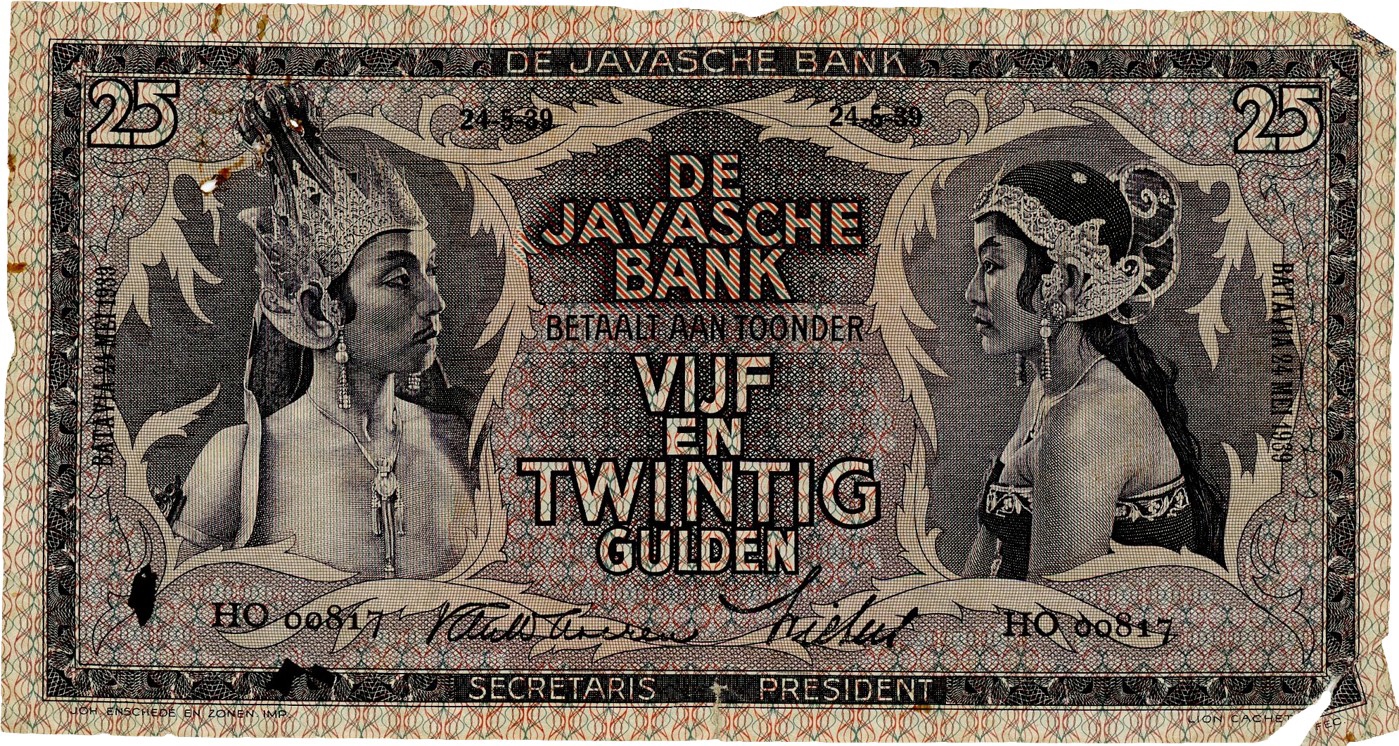 DE JAVASCHE BANK
25
25
24-5-39
24-5-39
DE
JAVASCHE
BANK
BETAALT AAN TOONDER
VIJF
EN
TWINTIG
GULDEN
BATAVIA 24 MEI 1939
BATAVIA 24 MEI 1939
HO 00817
HO 00817
SECRETARIS
PRESIDENT
JOH. ENSCHEDÉ EN ZONEN. IMP.
LION CACHET FEC